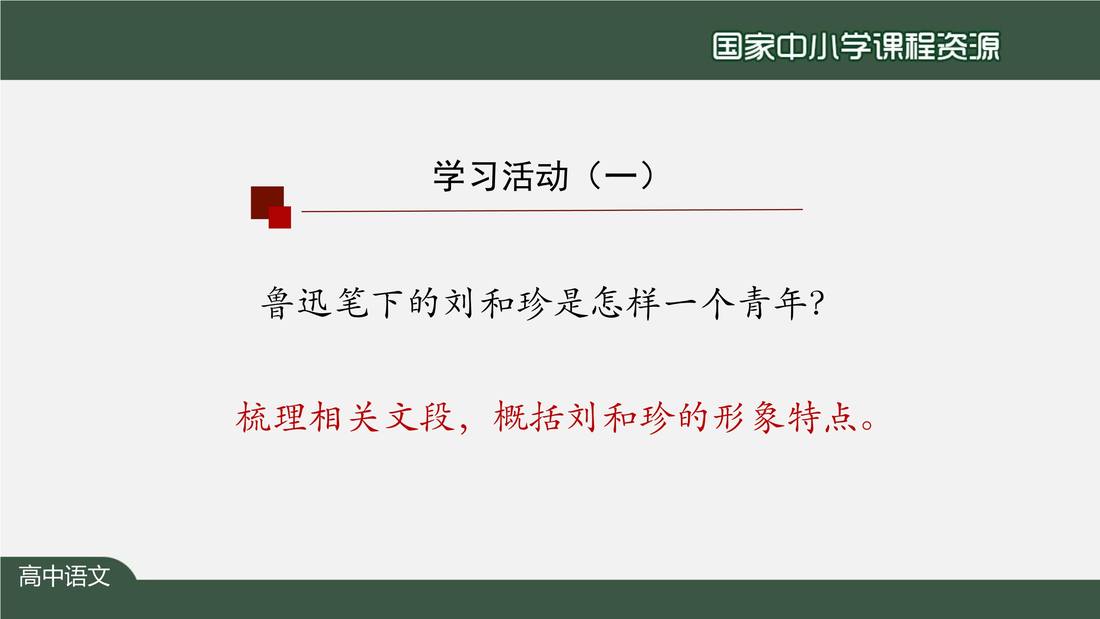 国家中小学课程资源
学习活动（一）
鲁迅笔下的刘和珍是怎样一个青年？
梳理相关文段，概括刘和珍的形象特点。
高中语文